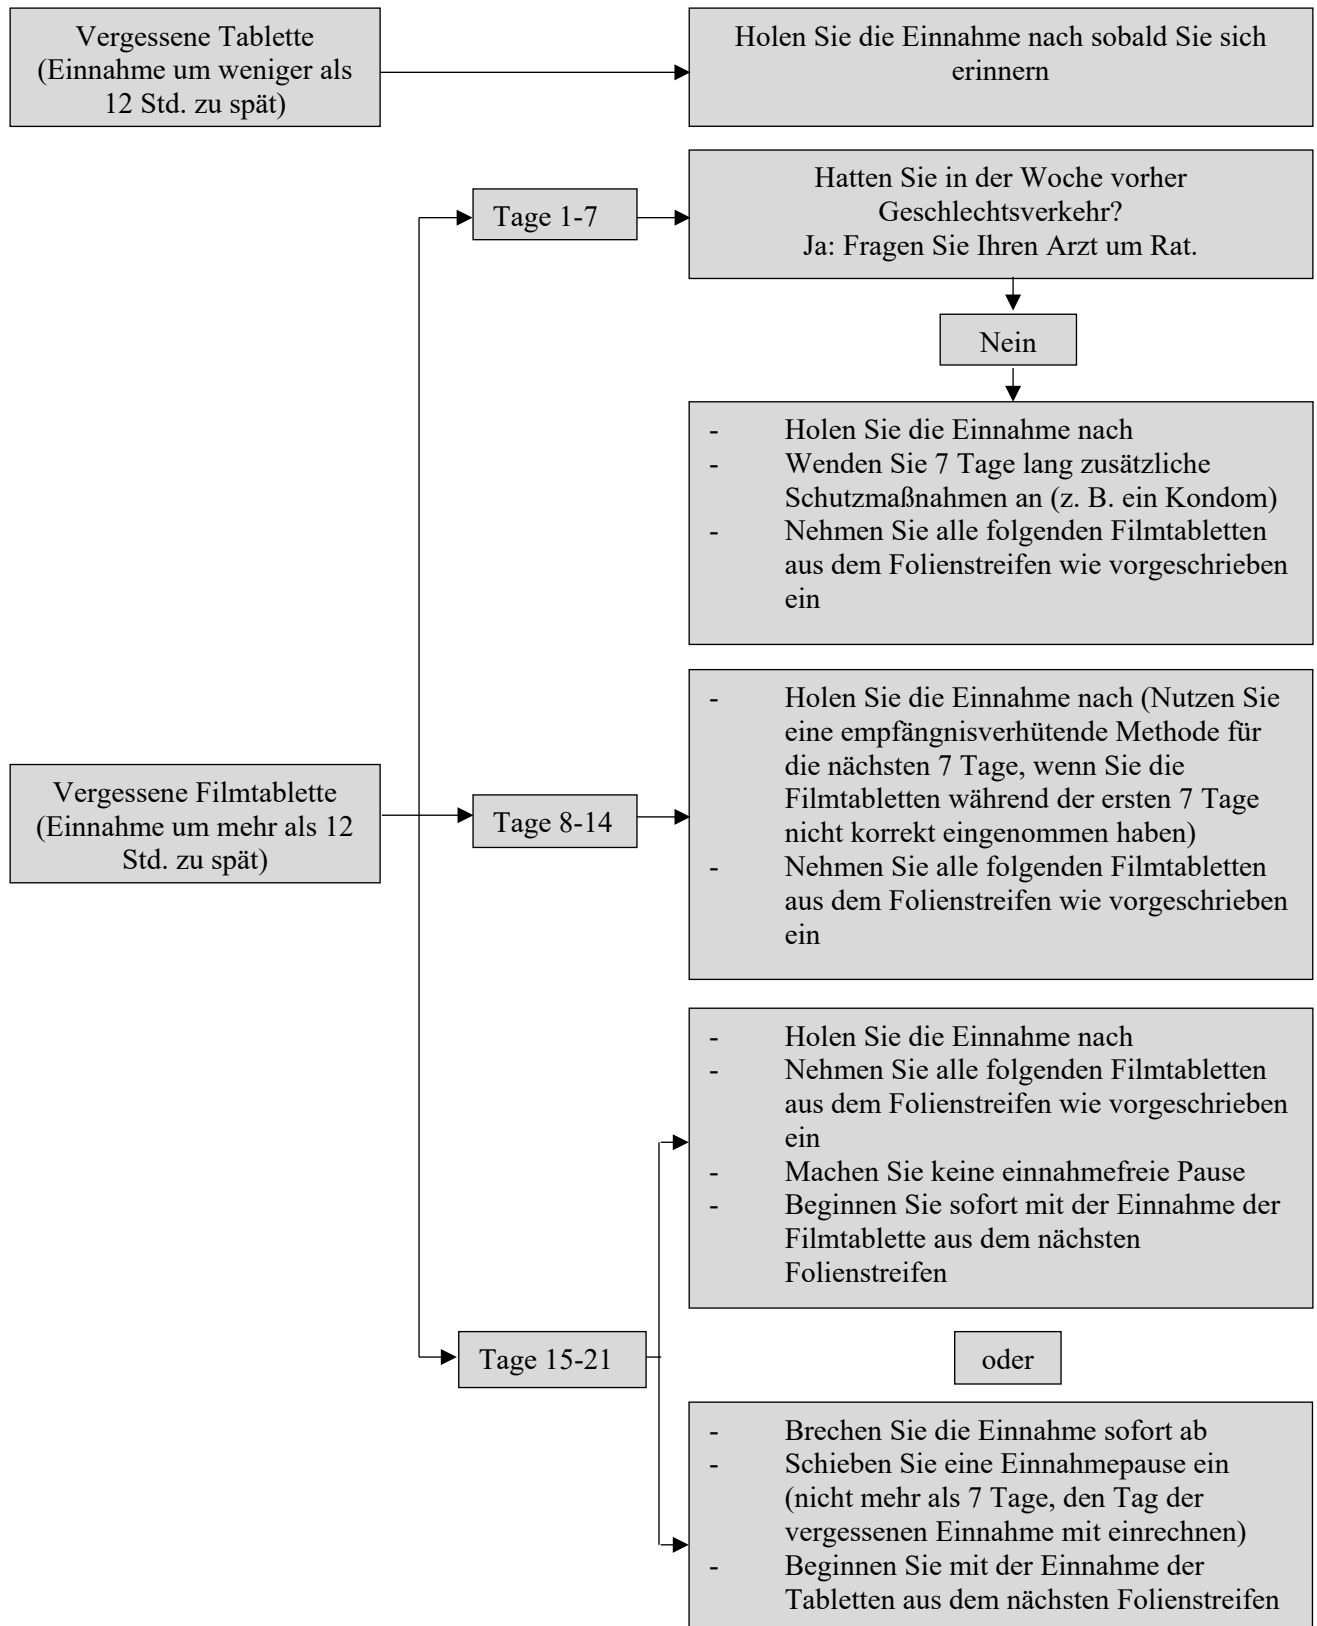 Vergessene Tablette
(Einnahme um weniger als
12 Std. zu spät)
Holen Sie die Einnahme nach sobald Sie sich
erinnern
Tage 1-7
Hatten Sie in der Woche vorher
Geschlechtsverkehr?
Ja: Fragen Sie Ihren Arzt um Rat.
Nein
- Holen Sie die Einnahme nach
- Wenden Sie 7 Tage lang zusätzliche
Schutzmaßnahmen an (z. B. ein Kondom)
- Nehmen Sie alle folgenden Filmtabletten
aus dem Folienstreifen wie vorgeschrieben
ein
Vergessene Filmtablette
(Einnahme um mehr als 12
Std. zu spät)
Tage 8-14
- Holen Sie die Einnahme nach (Nutzen Sie
eine empfängnisverhütende Methode für
die nächsten 7 Tage, wenn Sie die
Filmtabletten während der ersten 7 Tage
nicht korrekt eingenommen haben)
- Nehmen Sie alle folgenden Filmtabletten
aus dem Folienstreifen wie vorgeschrieben
ein
Tage 15-21
- Holen Sie die Einnahme nach
- Nehmen Sie alle folgenden Filmtabletten
aus dem Folienstreifen wie vorgeschrieben
ein
- Machen Sie keine einnahmefreie Pause
- Beginnen Sie sofort mit der Einnahme der
Filmtablette aus dem nächsten
Folienstreifen
oder
- Brechen Sie die Einnahme sofort ab
- Schieben Sie eine Einnahmepause ein
(nicht mehr als 7 Tage, den Tag der
vergessenen Einnahme mit einrechnen)
- Beginnen Sie mit der Einnahme der
Tabletten aus dem nächsten Folienstreifen